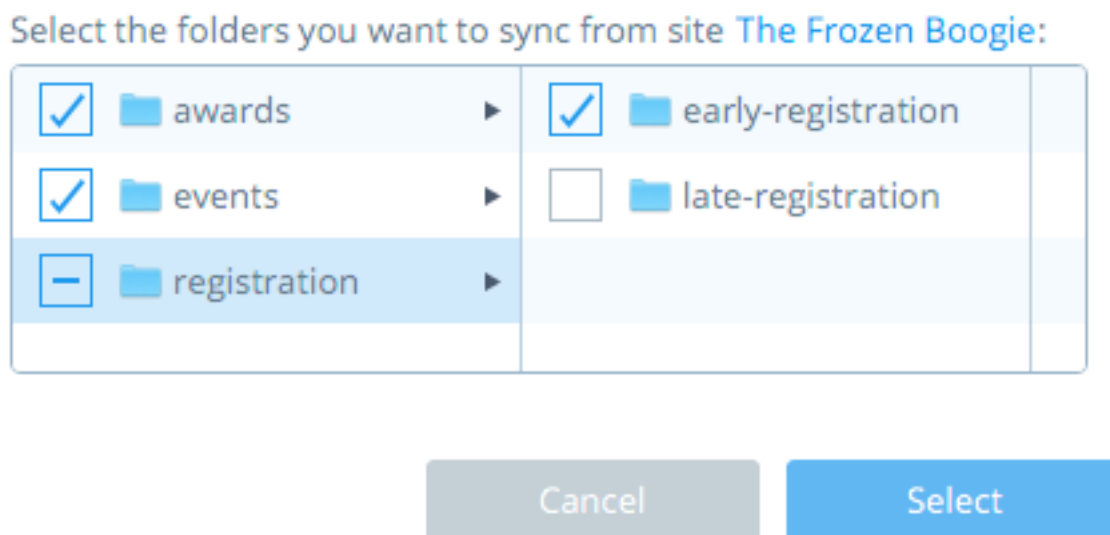 Select the folders you want to sync from site The Frozen Boogie:
awards
events
registration
early-registration
late-registration
Cancel
Select